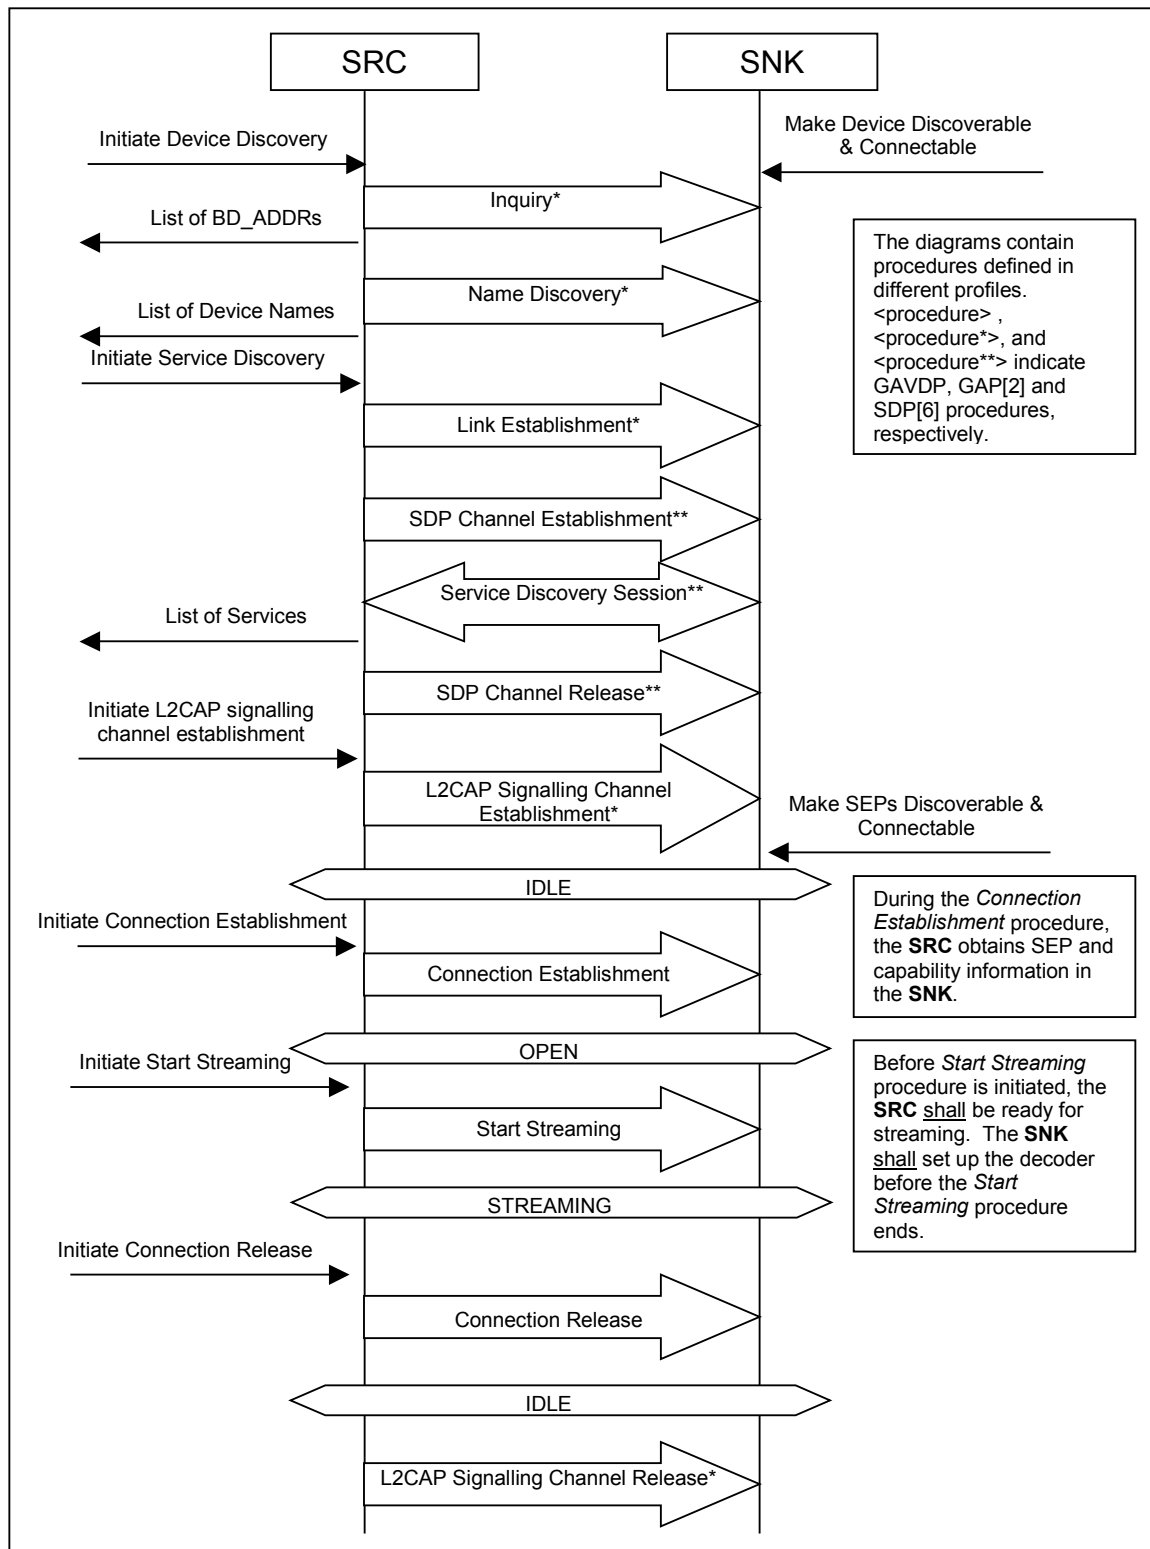 SRC
SNK
Initiate Device Discovery
Make Device Discoverable
& Connectable
Inquiry*
List of BD_ADDRs
The diagrams contain
procedures defined in
different profiles.
<procedure> ,
<procedure*>, and
<procedure**> indicate
GAVDP, GAP[2] and
SDP[6] procedures,
respectively.
Name Discovery*
List of Device Names
Initiate Service Discovery
Link Establishment*
SDP Channel Establishment**
Service Discovery Session**
List of Services
SDP Channel Release**
Initiate L2CAP signalling
channel establishment
L2CAP Signalling Channel
Establishment*
Make SEPs Discoverable &
Connectable
IDLE
During the Connection
Establishment procedure,
the SRC obtains SEP and
capability information in
the SNK.
Initiate Connection Establishment
Connection Establishment
OPEN
Initiate Start Streaming
Before Start Streaming
procedure is initiated, the
SRC shall be ready for
streaming.  The SNK
shall set up the decoder
before the Start
Streaming procedure
ends.
Start Streaming
STREAMING
Initiate Connection Release
Connection Release
IDLE
L2CAP Signalling Channel Release*